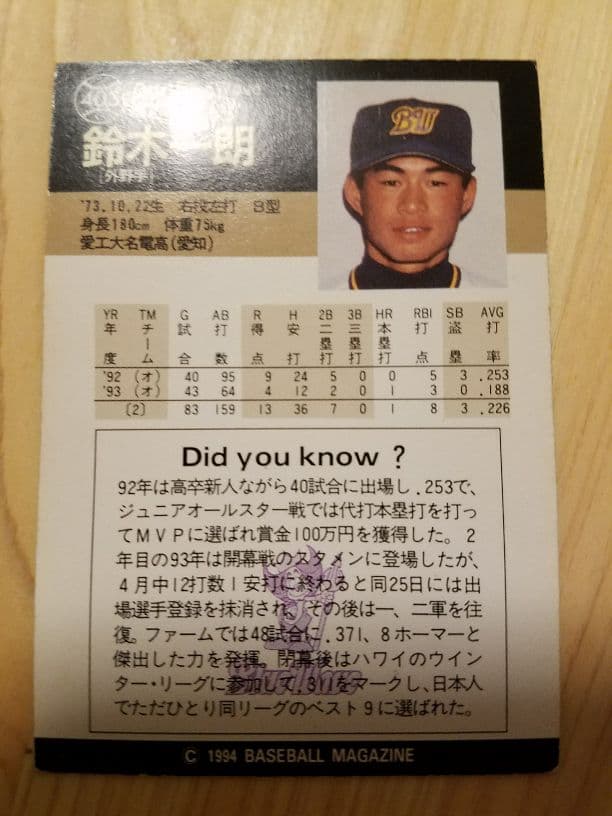 403
鈴木一朗
[外野手]
'73.10.22生 右投左打 B型
身長180cm 体重75kg
愛工大名電高(愛知)
BW
YR TM G AB R H 2B 3B HR RBI SB AVG
年度 チーム 試合 打数 得点 安打 二塁打 三塁打 本塁打 打点 盗塁 打率
'92 (オ) 40 95 9 24 5 0 0 5 3 .253
'93 (オ) 43 64 4 12 2 0 1 3 0 .188
〔2〕 83 159 13 36 7 0 1 8 3 .226
Did you know ?
92年は高卒新人ながら40試合に出場し.253で、
ジュニアオールスター戦では代打本塁打を打っ
てMVPに選ばれ賞金100万円を獲得した。2
年目の93年は開幕戦のスタメンに登場したが、
4月中12打数1安打に終わると同25日には出
場選手登録を抹消され、その後は一、二軍を往
復。ファームでは48試合に.371、8ホーマーと
傑出した力を発揮。閉幕後はハワイのウイン
ター・リーグに参加して.311をマークし、日本人
でただひとり同リーグのベスト9に選ばれた。
© 1994 BASEBALL MAGAZINE